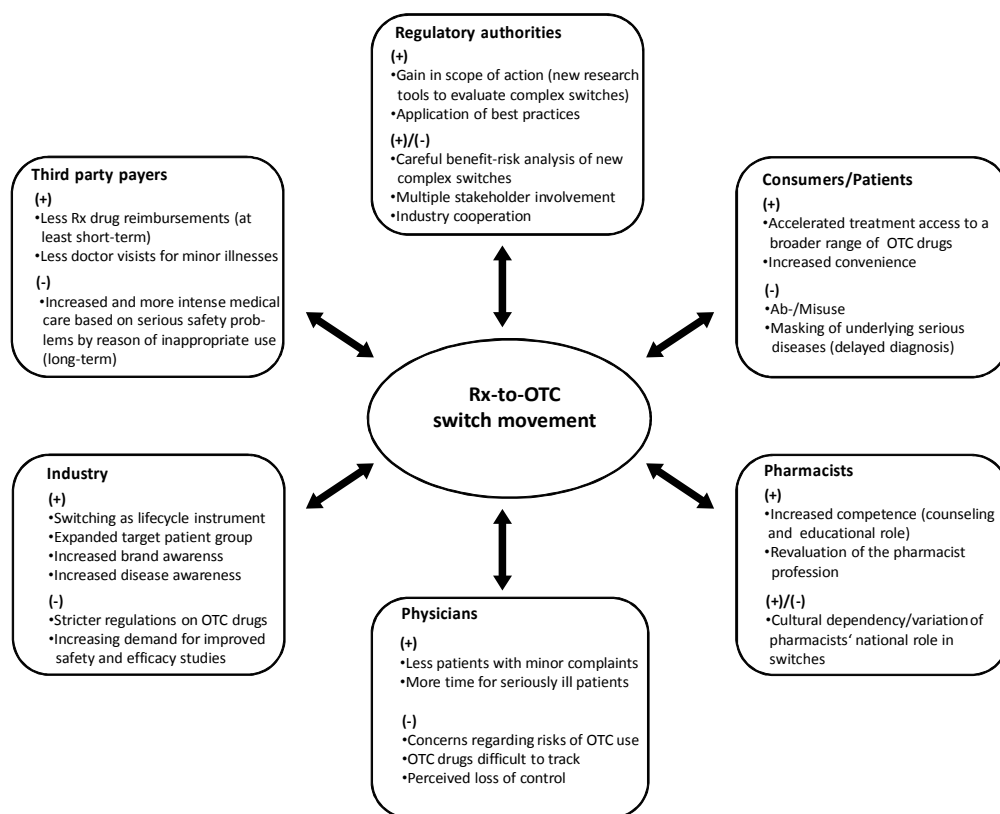 Regulatory authorities
(+)
•Gain in scope of action (new research
tools to evaluate complex switches)
•Application of best practices
(+)/(-)
•Careful benefit-risk analysis of new
complex switches
•Multiple stakeholder involvement
•Industry cooperation
Third party payers
(+)
•Less Rx drug reimbursements (at
least short-term)
•Less doctor visists for minor illnesses
(-)
•Increased and more intense medical
care based on serious safety prob-
lems by reason of inappropriate use
(long-term)
Consumers/Patients
(+)
•Accelerated treatment access to a
broader range of OTC drugs
•Increased convenience
(-)
•Ab-/Misuse
•Masking of underlying serious
diseases (delayed diagnosis)
Rx-to-OTC
switch movement
Industry
(+)
•Switching as lifecycle instrument
•Expanded target patient group
•Increased brand awarenss
•Increased disease awareness
(-)
•Stricter regulations on OTC drugs
•Increasing demand for improved
safety and efficacy studies
Physicians
(+)
•Less patients with minor complaints
•More time for seriously ill patients
(-)
•Concerns regarding risks of OTC use
•OTC drugs difficult to track
•Perceived loss of control
Pharmacists
(+)
•Increased competence (counseling
and educational role)
•Revaluation of the pharmacist
profession
(+)/(-)
•Cultural dependency/variation of
pharmacists‘ national role in
switches